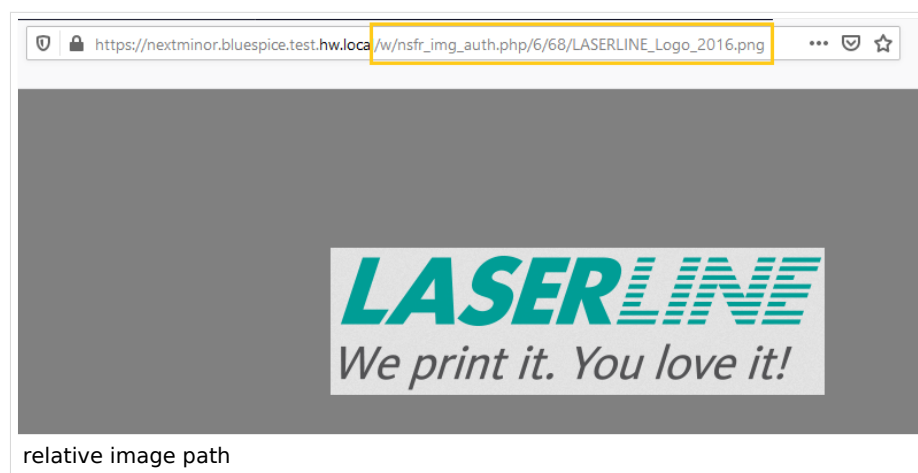 https://nextminor.bluespice.test.hw.local/w/nsfr_img_auth.php/6/68/LASERLINE_Logo_2016.png
LASERLINE
We print it. You love it!
relative image path